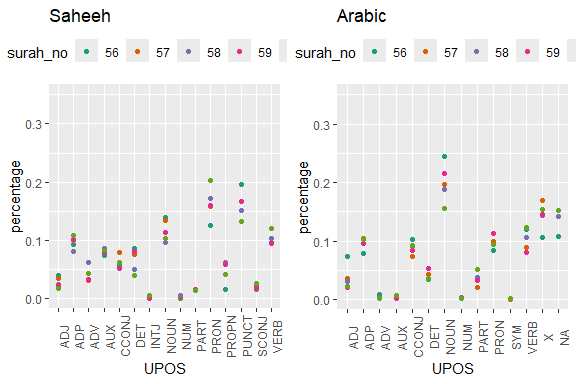 Saheeh
surah_no 56 57 58 59
0.3
0.2
0.1
0.0
percentage
ADJ ADP ADV AUX CCONJ DET INTJ NOUN NUM PART PRON PROPN PUNCT SCONJ VERB
UPOS
Arabic
surah_no 56 57 58 59
0.3
0.2
0.1
0.0
percentage
ADJ ADP ADV AUX CCONJ DET NOUN NUM PART PRON SYM VERB X NA
UPOS